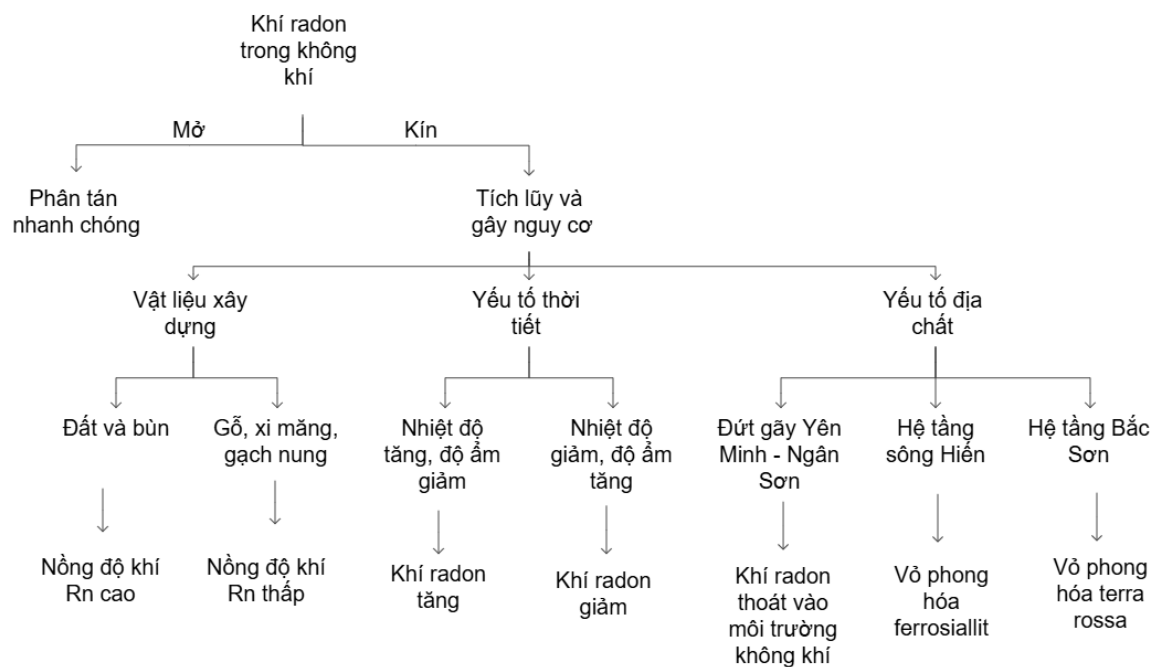 Khí radon
trong không
khí
Mở
Kín
Phân tán
nhanh chóng
Tích lũy và
gây nguy cơ
Vật liệu xây
dựng
Yếu tố thời
tiết
Yếu tố địa
chất
Đất và bùn
Gỗ, xi măng,
gạch nung
Nhiệt độ
tăng, độ ẩm
giảm
Nhiệt độ
giảm, độ ẩm
tăng
Đứt gãy Yên
Minh - Ngân
Sơn
Hệ tầng
sông Hiến
Hệ tầng Bắc
Sơn
Nồng độ khí
Rn cao
Nồng độ khí
Rn thấp
Khí radon
tăng
Khí radon
giảm
Khí radon
thoát vào
môi trường
không khí
Vỏ phong
hóa
ferrosiallit
Vỏ phong
hóa terra
rossa